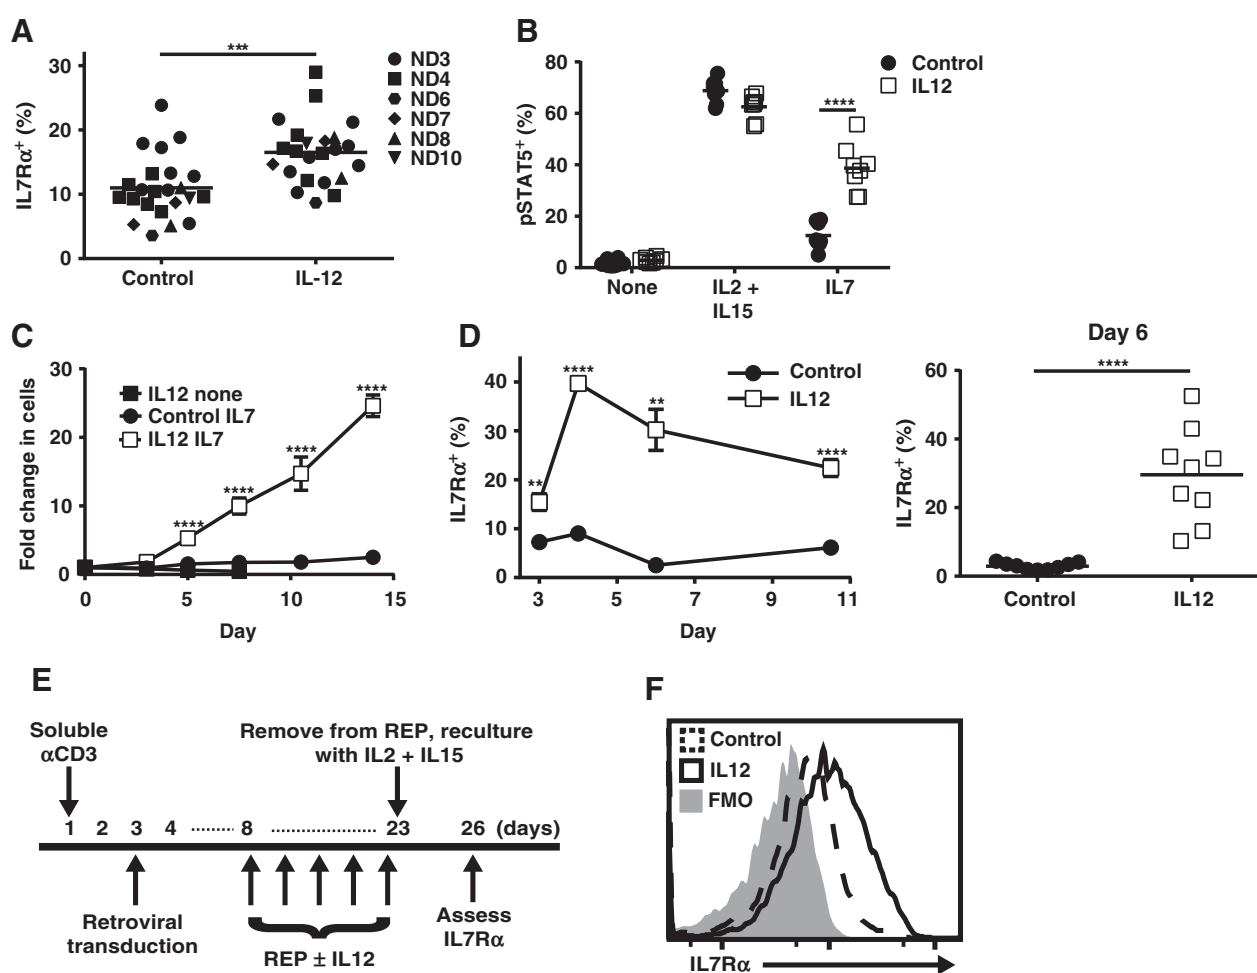 A
***
IL7Rα+ (%)
30
20
10
0
Control
IL-12
ND3
ND4
ND6
ND7
ND8
ND10
B
pSTAT5+ (%)
80
60
40
20
0
****
Control
IL12
None
IL2 +
IL15
IL7
C
Fold change in cells
30
20
10
0
IL12 none
Control IL7
IL12 IL7
****
****
****
****
0
5
10
15
Day
D
IL7Rα+ (%)
40
30
20
10
0
**
****
**
****
Control
IL12
3
5
7
9
11
Day
Day 6
****
IL7Rα+ (%)
60
40
20
0
Control
IL12
E
Soluble
αCD3
Remove from REP, reculture
with IL2 + IL15
1 2 3 4 ........ 8 .................... 23 26 (days)
Retroviral
transduction
REP ± IL12
Assess
IL7Rα
F
Control
IL12
FMO
IL7Rα